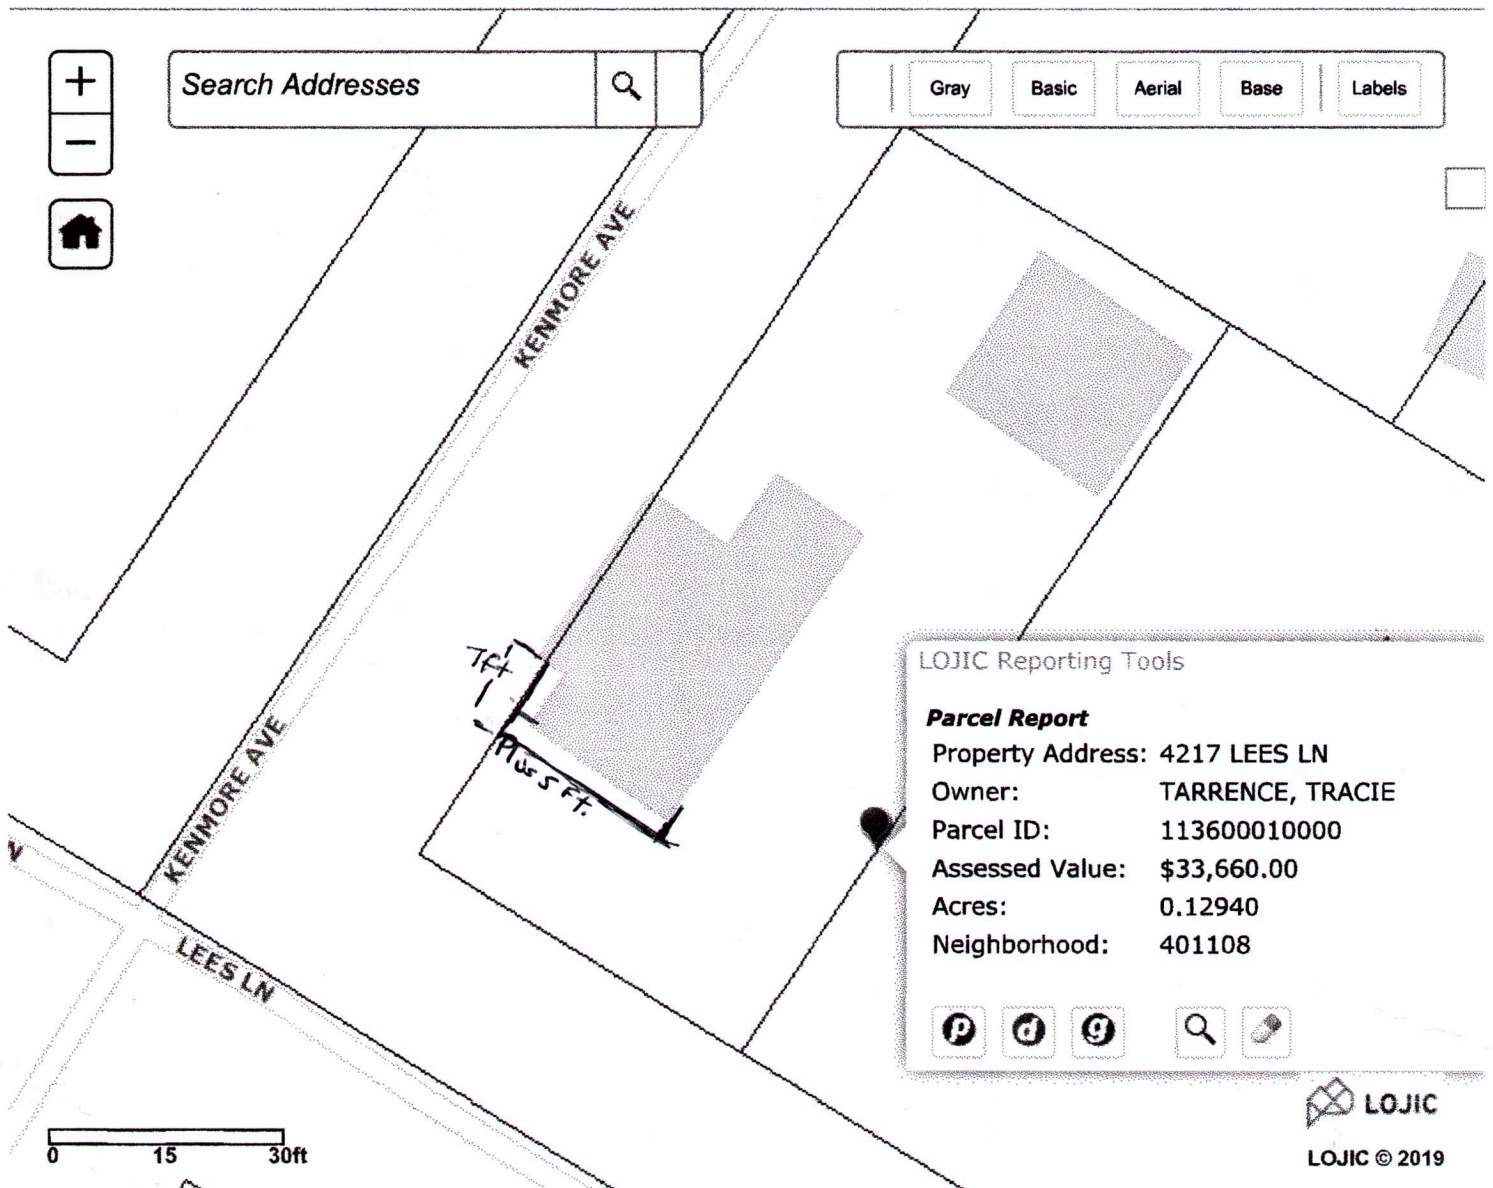 +
Search Addresses
Gray Basic Aerial Base Labels
−
KENMORE AVE
7ft
Plus 5 ft.
KENMORE AVE
N
LEES LN
LOJIC Reporting Tools
Parcel Report
Property Address: 4217 LEES LN
Owner: TARRENCE, TRACIE
Parcel ID: 113600010000
Assessed Value: $33,660.00
Acres: 0.12940
Neighborhood: 401108
p d g
LOJIC
0 15 30ft
LOJIC © 2019